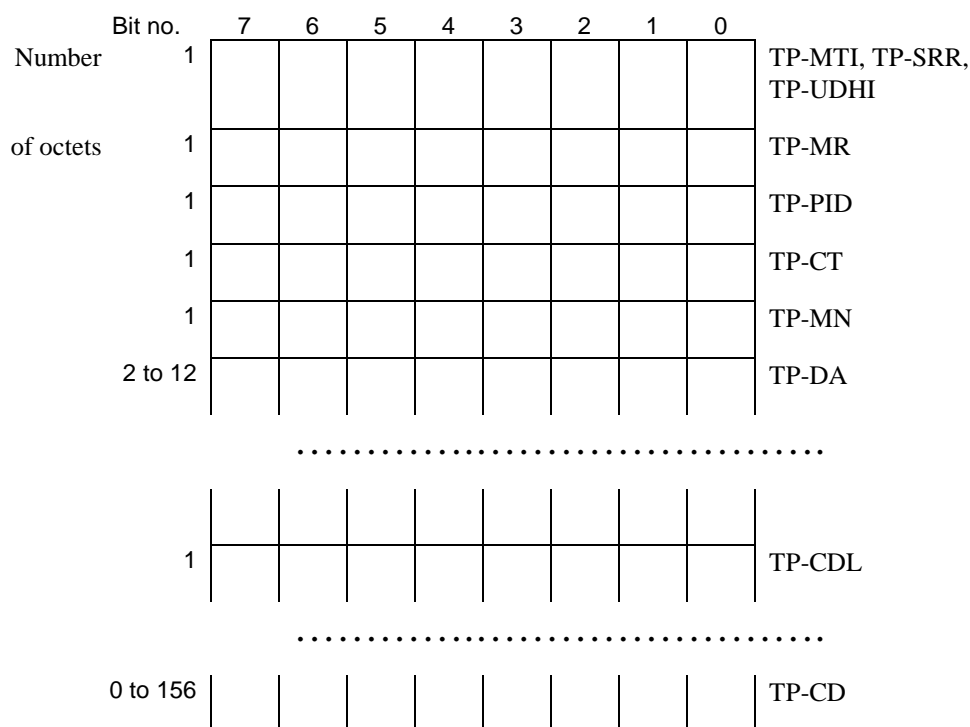 Bit no. 7 6 5 4 3 2 1 0
Number 1 TP-MTI, TP-SRR,
TP-UDHI
of octets 1 TP-MR
1 TP-PID
1 TP-CT
1 TP-MN
2 to 12 TP-DA
1 TP-CDL
0 to 156 TP-CD